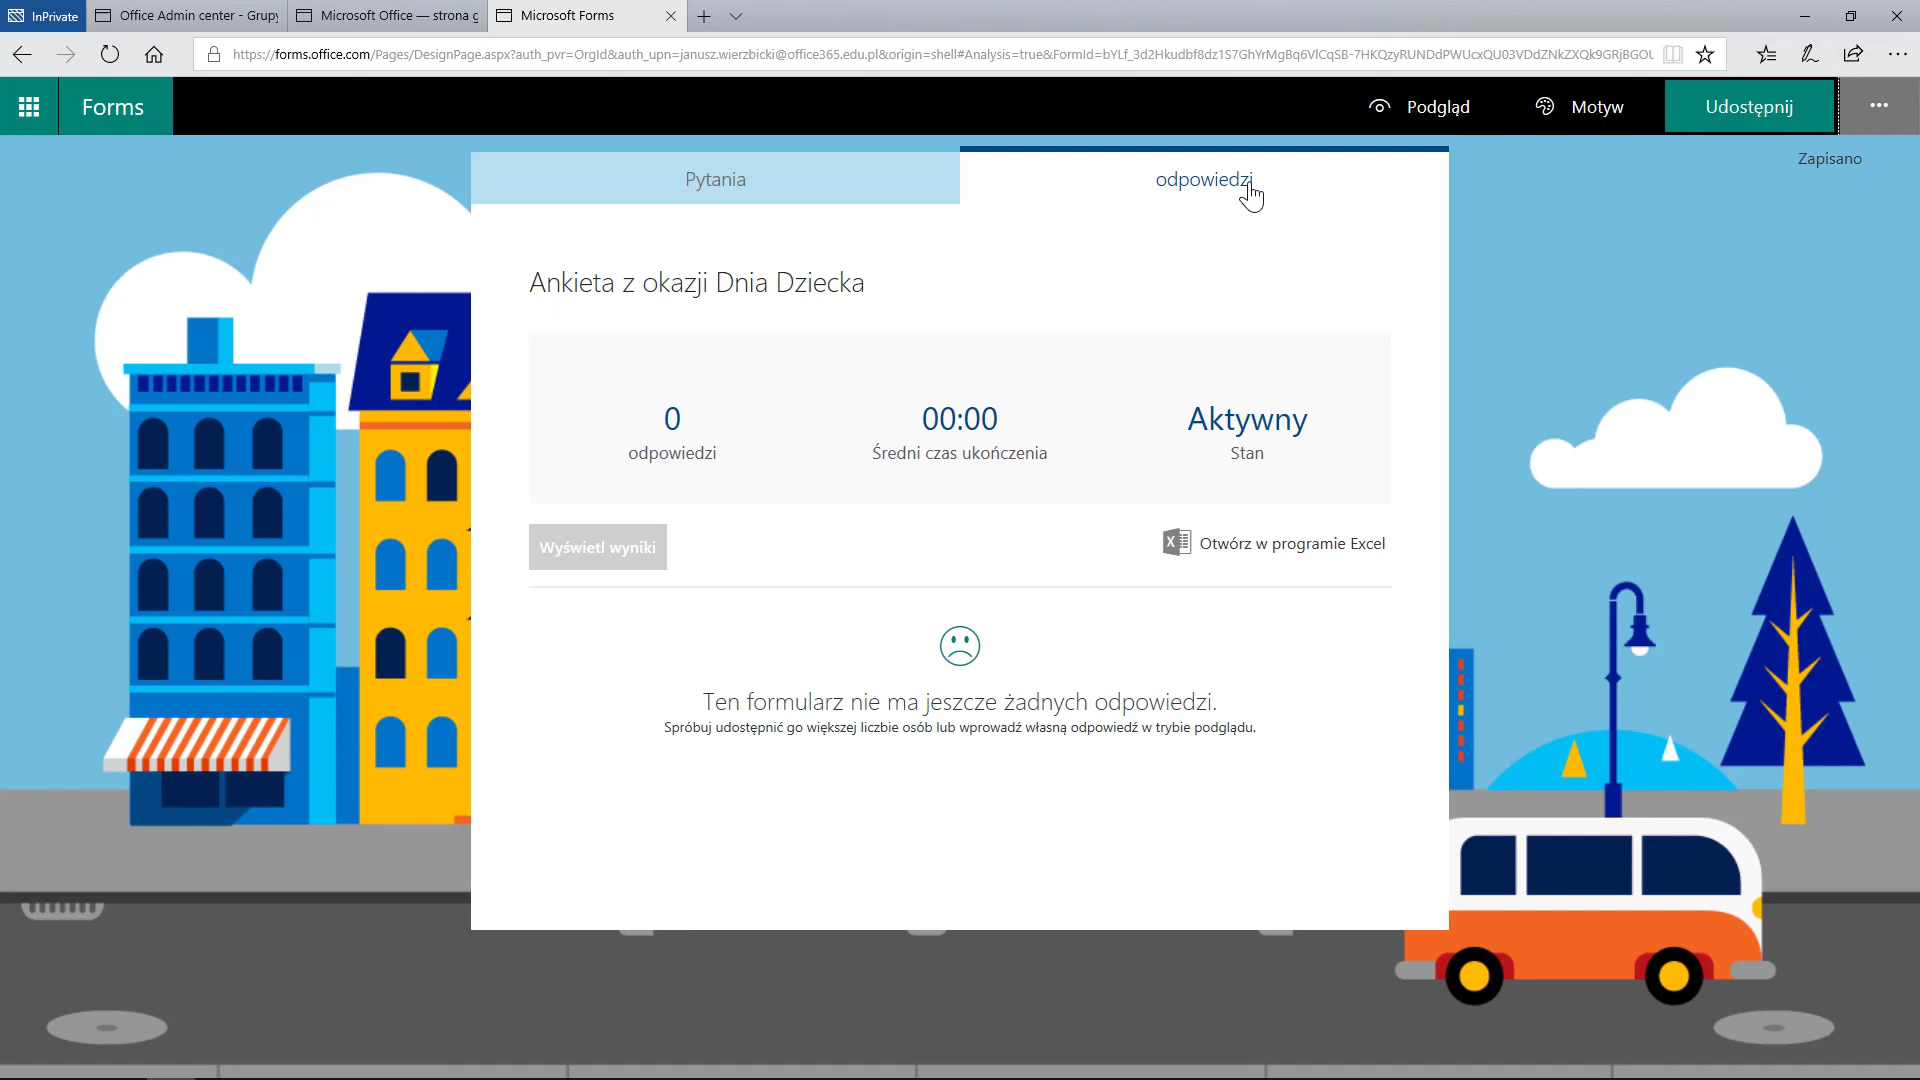 InPrivate
Office Admin center - Grupy
Microsoft Office — strona g
Microsoft Forms
https://forms.office.com/Pages/DesignPage.aspx?auth_pvr=OrgId&auth_upn=janusz.wierzbicki@office365.edu.pl&origin=shell#Analysis=true&FormId=
Forms
Podgląd
Motyw
Udostępnij
Zapisano
Pytania
odpowiedzi
Ankieta z okazji Dnia Dziecka
0
00:00
Aktywny
odpowiedzi
Średni czas ukończenia
Stan
Wyświetl wyniki
Otwórz w programie Excel
Ten formularz nie ma jeszcze żadnych odpowiedzi.
Spróbuj udostępnić go większej liczbie osób lub wprowadź własną odpowiedź w trybie podglądu.